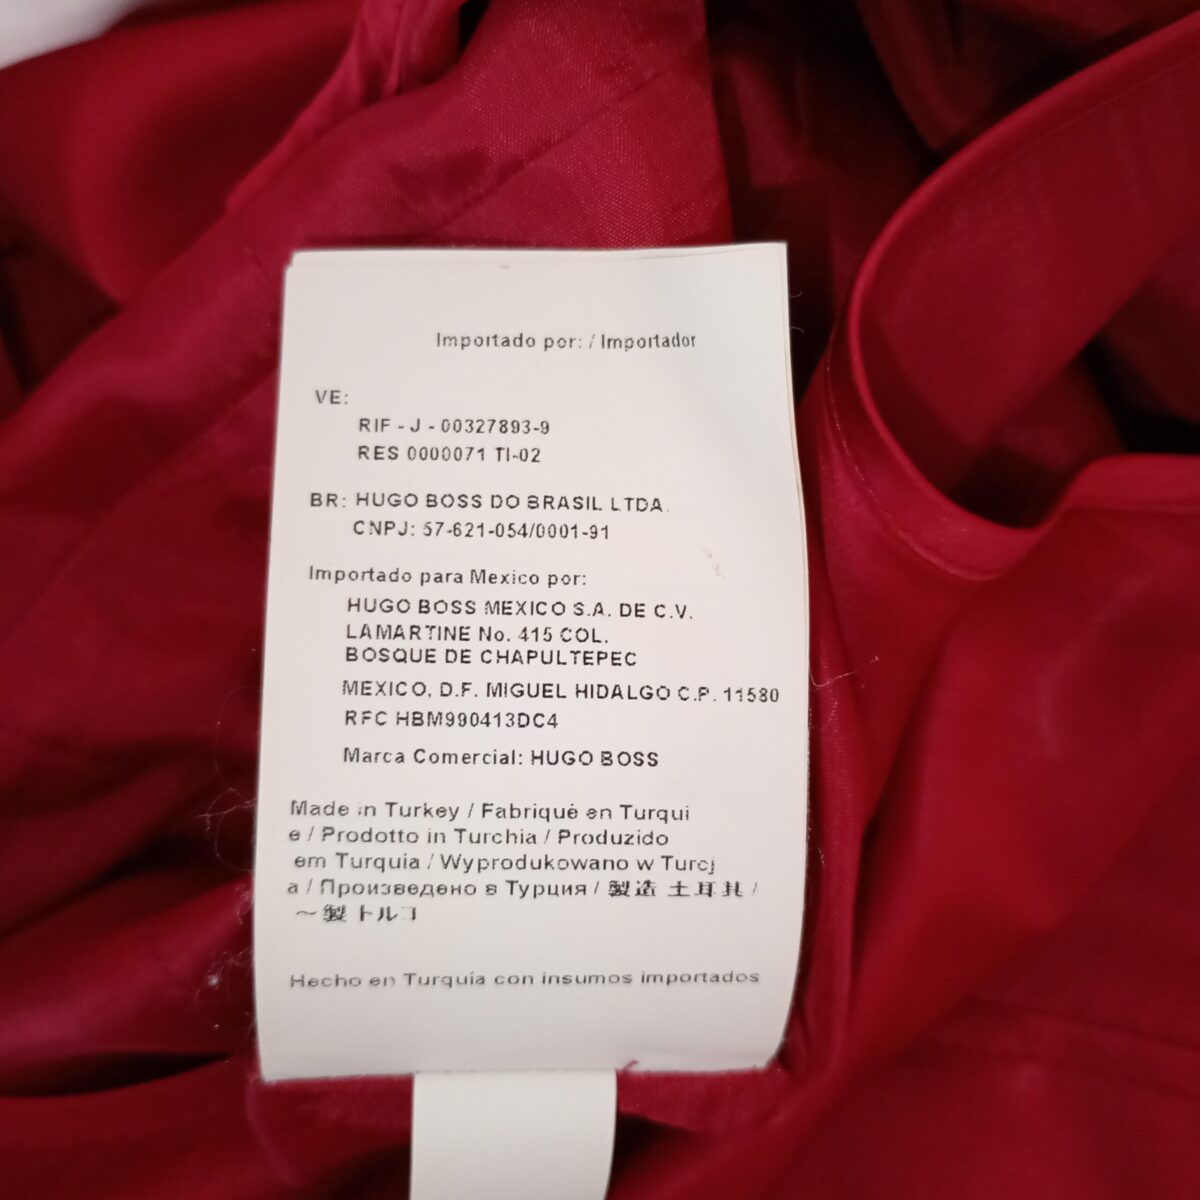 Importado por: / Importador
VE:
RIF - J - 00327893-9
RES 0000071 TI-02
BR: HUGO BOSS DO BRASIL LTDA.
CNPJ: 57-621-054/0001-91
Importado para Mexico por:
HUGO BOSS MEXICO S.A. DE C.V.
LAMARTINE No. 415 COL.
BOSQUE DE CHAPULTEPEC
MEXICO, D.F. MIGUEL HIDALGO C.P. 11580
RFC HBM990413DC4
Marca Comercial: HUGO BOSS
Made in Turkey / Fabriqué en Turqui
e / Prodotto in Turchia / Produzido
em Turquia / Wyprodukowano w Turcj
a / Произведено в Турция / 製造 土耳其 /
～製 トルコ
Hecho en Turquía con insumos importados